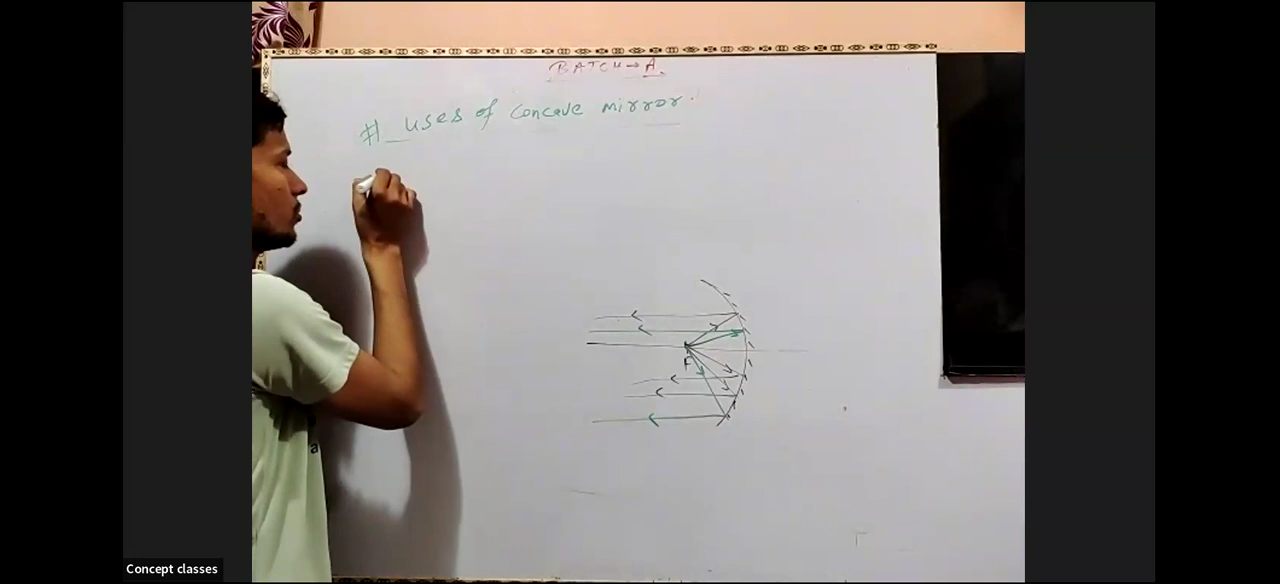 BATCH → A
# uses of concave mirror.
F
a
Concept classes